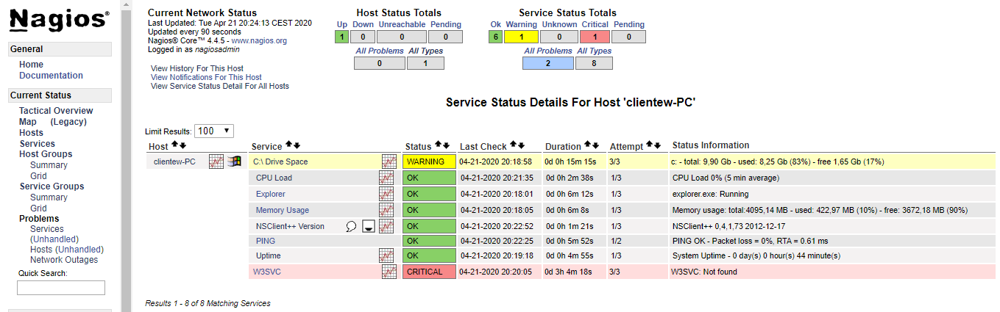 Nagios®
General
Home
Documentation
Current Status
Tactical Overview
Map (Legacy)
Hosts
Services
Host Groups
Summary
Grid
Service Groups
Summary
Grid
Problems
Services
(Unhandled)
Hosts (Unhandled)
Network Outages
Quick Search:
Current Network Status
Last Updated: Tue Apr 21 20:24:13 CEST 2020
Updated every 90 seconds
Nagios® Core™ 4.4.5 - www.nagios.org
Logged in as nagiosadmin
View History For This Host
View Notifications For This Host
View Service Status Detail For All Hosts
Host Status Totals
Up Down Unreachable Pending
1 0 0 0
All Problems All Types
0 1
Service Status Totals
Ok Warning Unknown Critical Pending
6 1 0 1 0
All Problems All Types
2 8
Service Status Details For Host 'clientew-PC'
Limit Results: 100
Host Service Status Last Check Duration Attempt Status Information
clientew-PC C:\ Drive Space WARNING 04-21-2020 20:18:58 0d 0h 15m 15s 3/3 c: - total: 9,90 Gb - used: 8,25 Gb (83%) - free 1,65 Gb (17%)
CPU Load OK 04-21-2020 20:21:35 0d 0h 2m 38s 1/3 CPU Load 0% (5 min average)
Explorer OK 04-21-2020 20:18:01 0d 0h 6m 12s 1/3 explorer.exe: Running
Memory Usage OK 04-21-2020 20:18:05 0d 0h 6m 8s 1/3 Memory usage: total:4095,14 MB - used: 422,97 MB (10%) - free: 3672,18 MB (90%)
NSClient++ Version OK 04-21-2020 20:22:52 0d 0h 1m 21s 1/3 NSClient++ 0,4,1,73 2012-12-17
PING OK 04-21-2020 20:22:25 0d 0h 5m 52s 1/2 PING OK - Packet loss = 0%, RTA = 0.61 ms
Uptime OK 04-21-2020 20:19:18 0d 0h 4m 55s 1/3 System Uptime - 0 day(s) 0 hour(s) 44 minute(s)
W3SVC CRITICAL 04-21-2020 20:20:05 0d 3h 4m 18s 3/3 W3SVC: Not found
Results 1 - 8 of 8 Matching Services